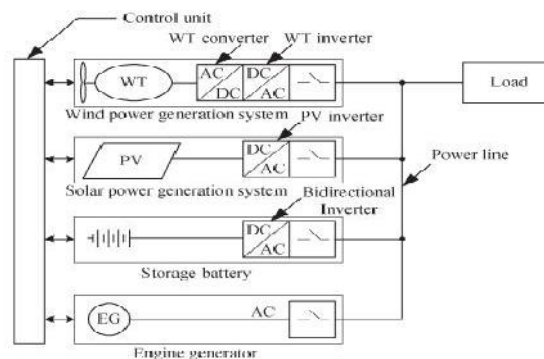 Control unit
WT converter
WT inverter
WT
AC
DC
DC
AC
Load
Wind power generation system
PV inverter
PV
DC
AC
Power line
Solar power generation system
Bidirectional
Inverter
DC
AC
Storage battery
EG
AC
Engine generator